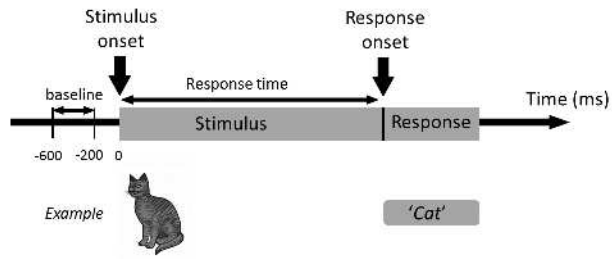 Stimulus
onset
Response
onset
Response time
baseline
Time (ms)
Stimulus
Response
-600
-200
0
Example
‘Cat’